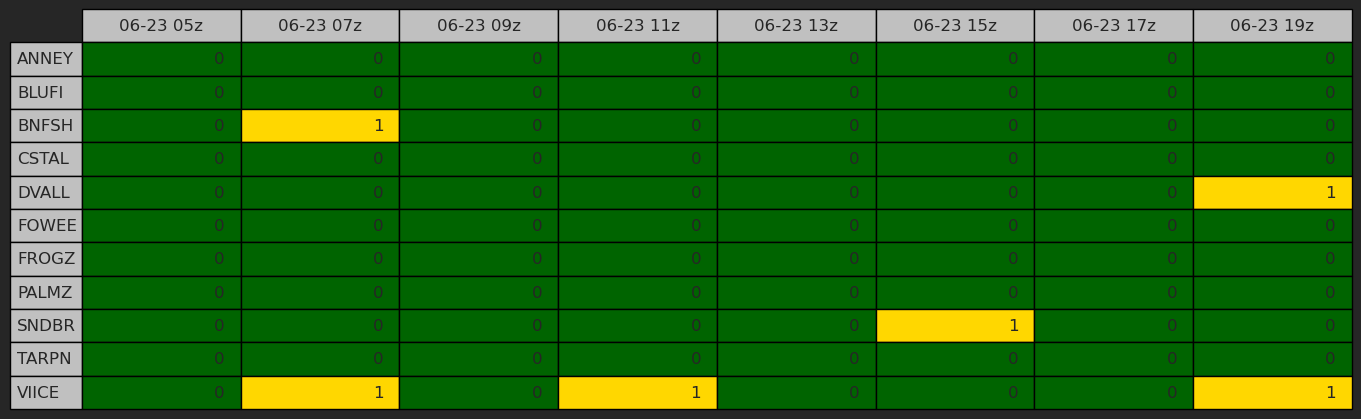 06-23 05z 06-23 07z 06-23 09z 06-23 11z 06-23 13z 06-23 15z 06-23 17z 06-23 19z
ANNEY 0 0 0 0 0 0 0 0
BLUFI 0 0 0 0 0 0 0 0
BNFSH 0 1 0 0 0 0 0 0
CSTAL 0 0 0 0 0 0 0 0
DVALL 0 0 0 0 0 0 0 1
FOWEE 0 0 0 0 0 0 0 0
FROGZ 0 0 0 0 0 0 0 0
PALMZ 0 0 0 0 0 0 0 0
SNDBR 0 0 0 0 0 1 0 0
TARPN 0 0 0 0 0 0 0 0
VIICE 0 1 0 1 0 0 0 1